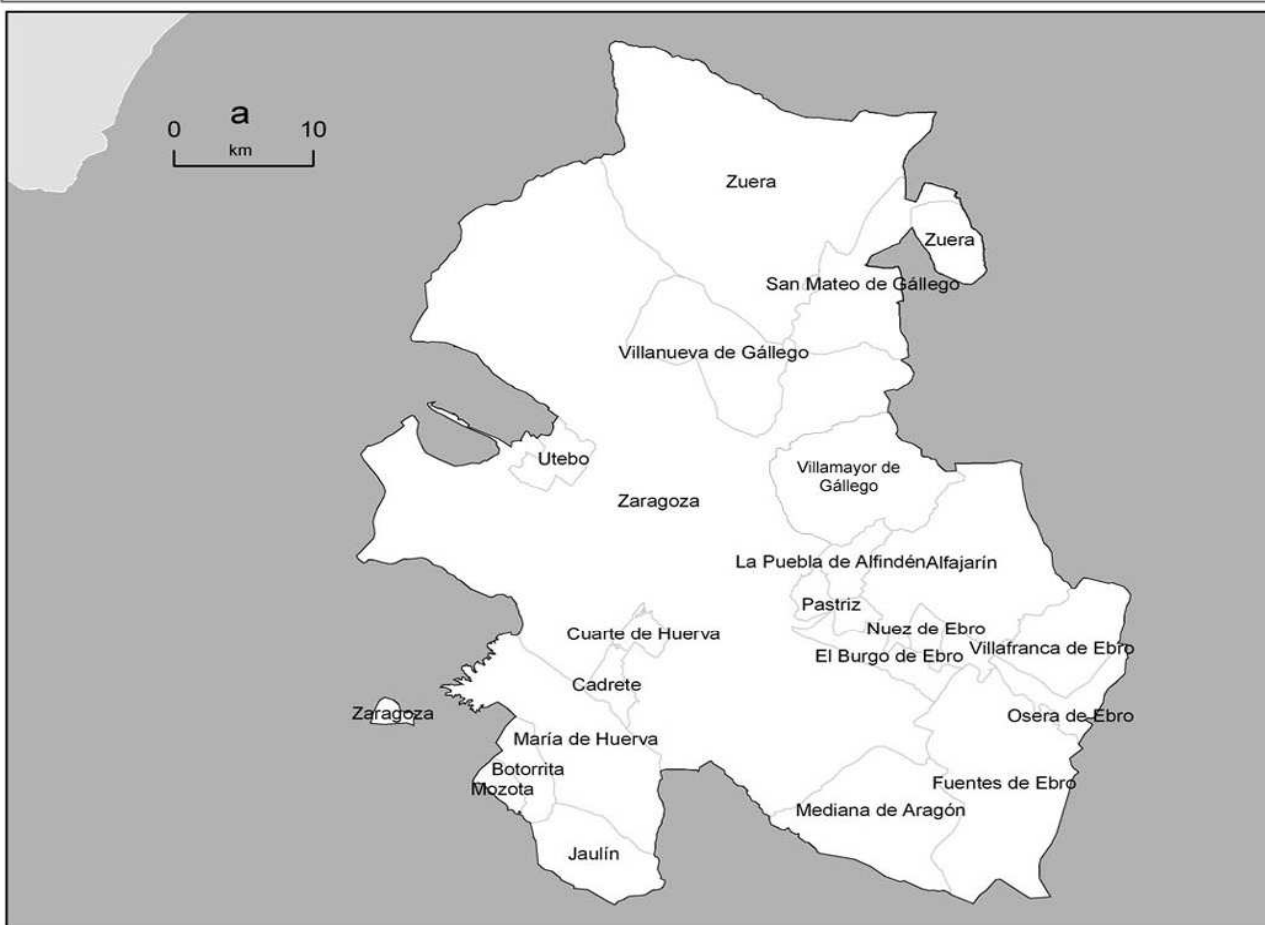 a
0 10
km
Zuera
Zuera
San Mateo de Gállego
Villanueva de Gállego
Utebo
Villamayor de
Gállego
Zaragoza
La Puebla de Alfindén
Alfajarín
Pastriz
Nuez de Ebro
Cuarte de Huerva
Villafranca de Ebro
El Burgo de Ebro
Cadrete
Zaragoza
Osera de Ebro
María de Huerva
Botorrita
Mozota
Fuentes de Ebro
Mediana de Aragón
Jaulín